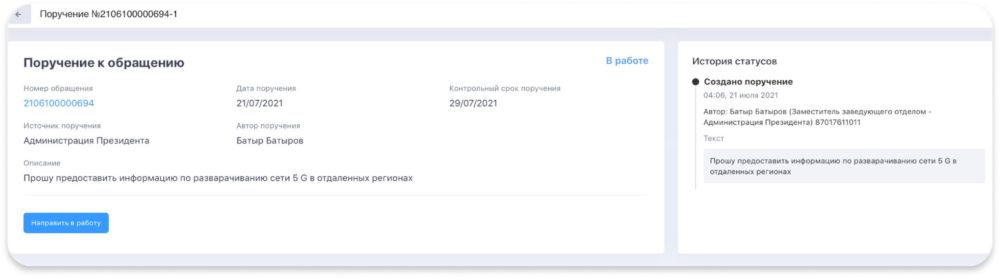 Поручение №2106100000694-1
Поручение к обращению
В работе
Номер обращения
Дата поручения
Контрольный срок поручения
2106100000694
21/07/2021
29/07/2021
Источник поручения
Автор поручения
Администрация Президента
Батыр Батыров
Описание
Прошу предоставить информацию по разварачиванию сети 5 G в отдаленных регионах
Направить в работу
История статусов
Создано поручение
04:06, 21 июля 2021
Автор: Батыр Батыров (Заместитель заведующего отделом -
Администрация Президента) 87017611011
Текст
Прошу предоставить информацию по разварачиванию сети 5 G в
отдаленных регионах